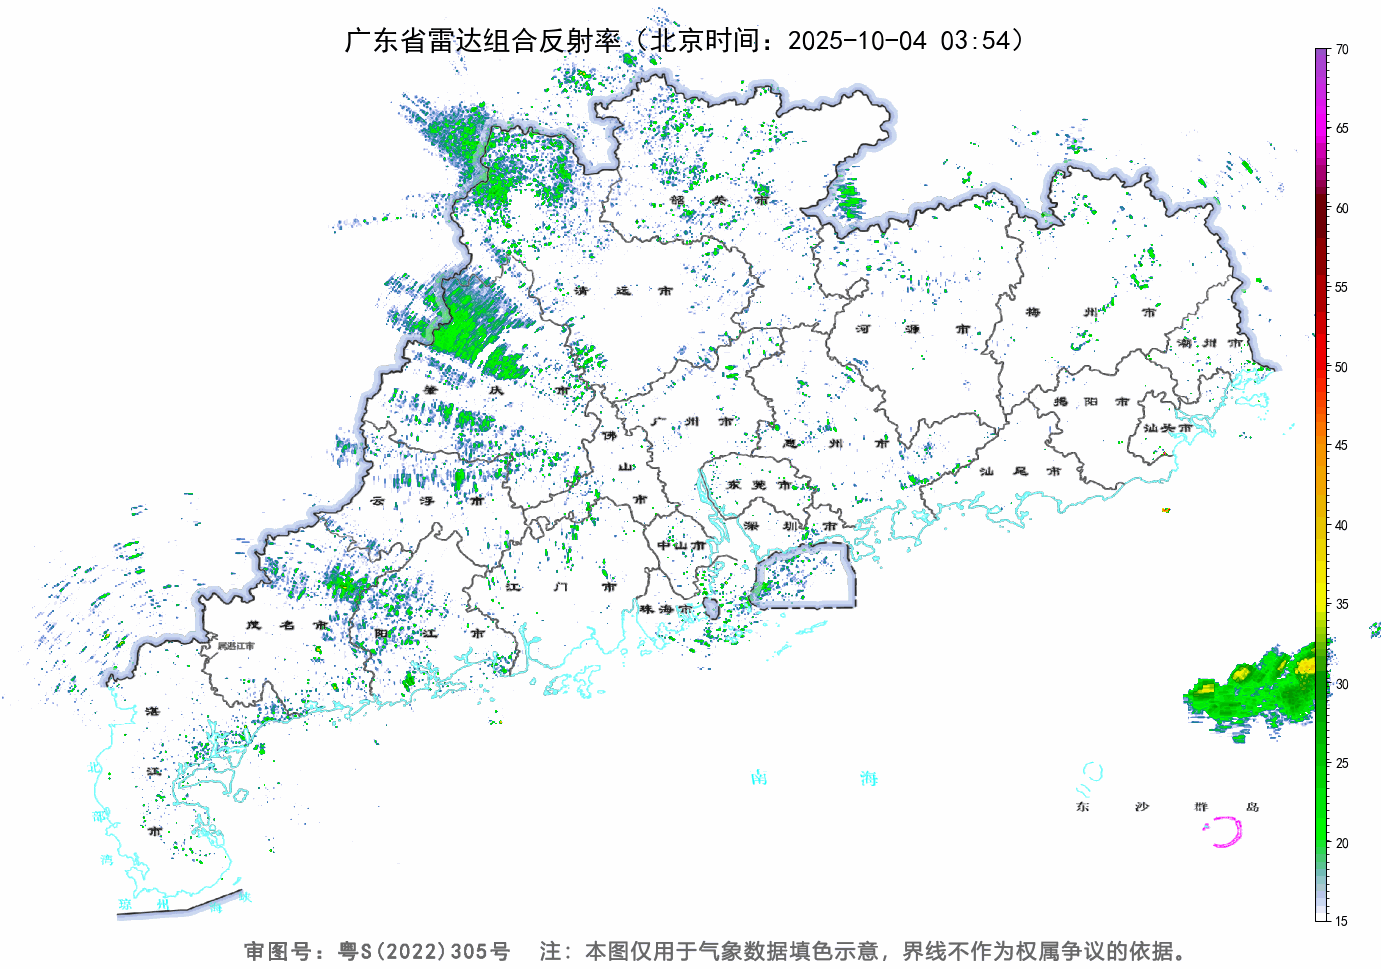 广东省雷达组合反射率（北京时间：2025-10-04 03:54）
70
65
60
55
50
45
40
35
30
25
20
15
韶关市
清远市
河源市
梅州市
潮州市
肇庆市
揭阳市
汕头市
广州市
惠州市
佛山市
东莞市
汕尾市
云浮市
深圳市
中山市
江门市
珠海市
茂名市
阳江市
属湛江市
湛江市
北部湾
南海
东沙群岛
琼州海峡
审图号：粤S(2022)305号 注：本图仅用于气象数据填色示意，界线不作为权属争议的依据。